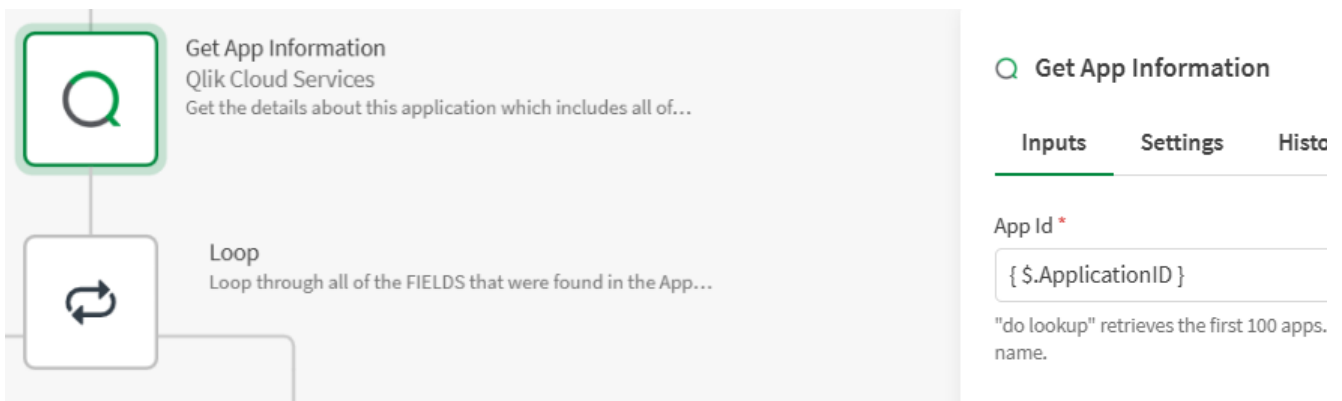 Get App Information
Qlik Cloud Services
Get the details about this application which includes all of...
Loop
Loop through all of the FIELDS that were found in the App...
Get App Information
Inputs Settings Histo
App Id *
{ $.ApplicationID }
"do lookup" retrieves the first 100 apps.
name.